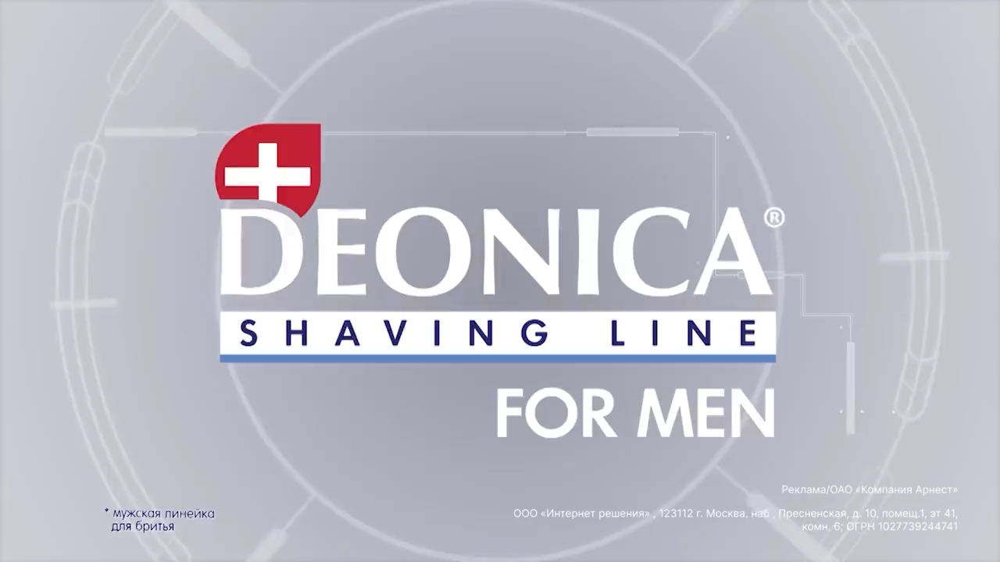 DEONICA®
SHAVING LINE
FOR MEN
Реклама/ОАО «Компания Арнест»
* мужская линейка
для бритья
ООО «Интернет решения» , 123112 г. Москва, наб . Пресненская, д. 10, помещ.1, эт 41,
комн. 6; ОГРН 1027739244741